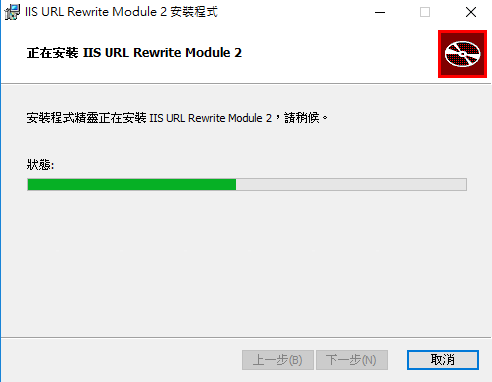 IIS URL Rewrite Module 2 安裝程式
正在安裝 IIS URL Rewrite Module 2
安裝程式精靈正在安裝 IIS URL Rewrite Module 2，請稍候。
狀態:
上一步(B) 下一步(N) 取消